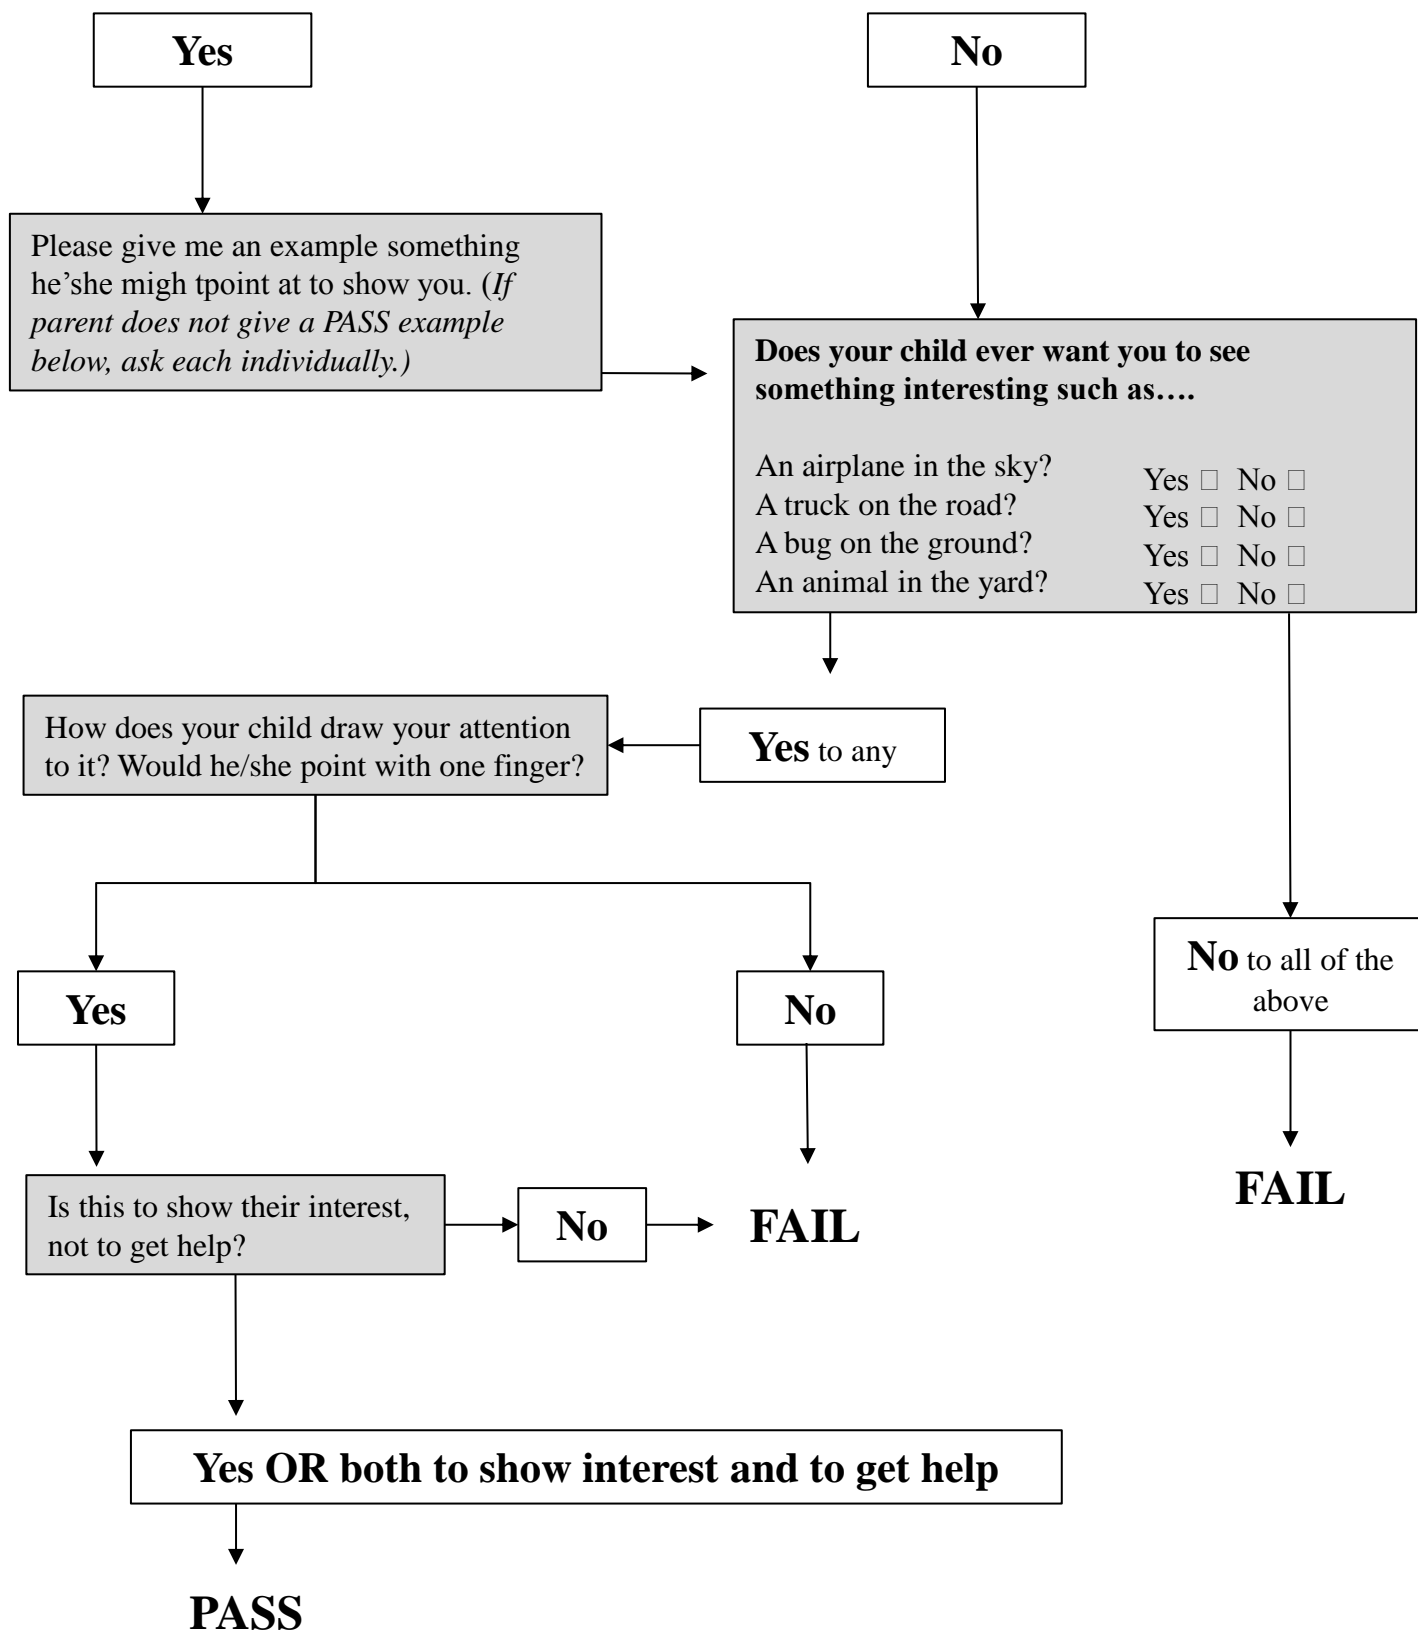 Yes
No
Please give me an example something
he’she migh tpoint at to show you. (If
parent does not give a PASS example
below, ask each individually.)
Does your child ever want you to see
something interesting such as….
An airplane in the sky? Yes □ No □
A truck on the road? Yes □ No □
A bug on the ground? Yes □ No □
An animal in the yard? Yes □ No □
How does your child draw your attention
to it? Would he/she point with one finger?
Yes to any
Yes
No
No to all of the
above
Is this to show their interest,
not to get help?
No
FAIL
FAIL
Yes OR both to show interest and to get help
PASS